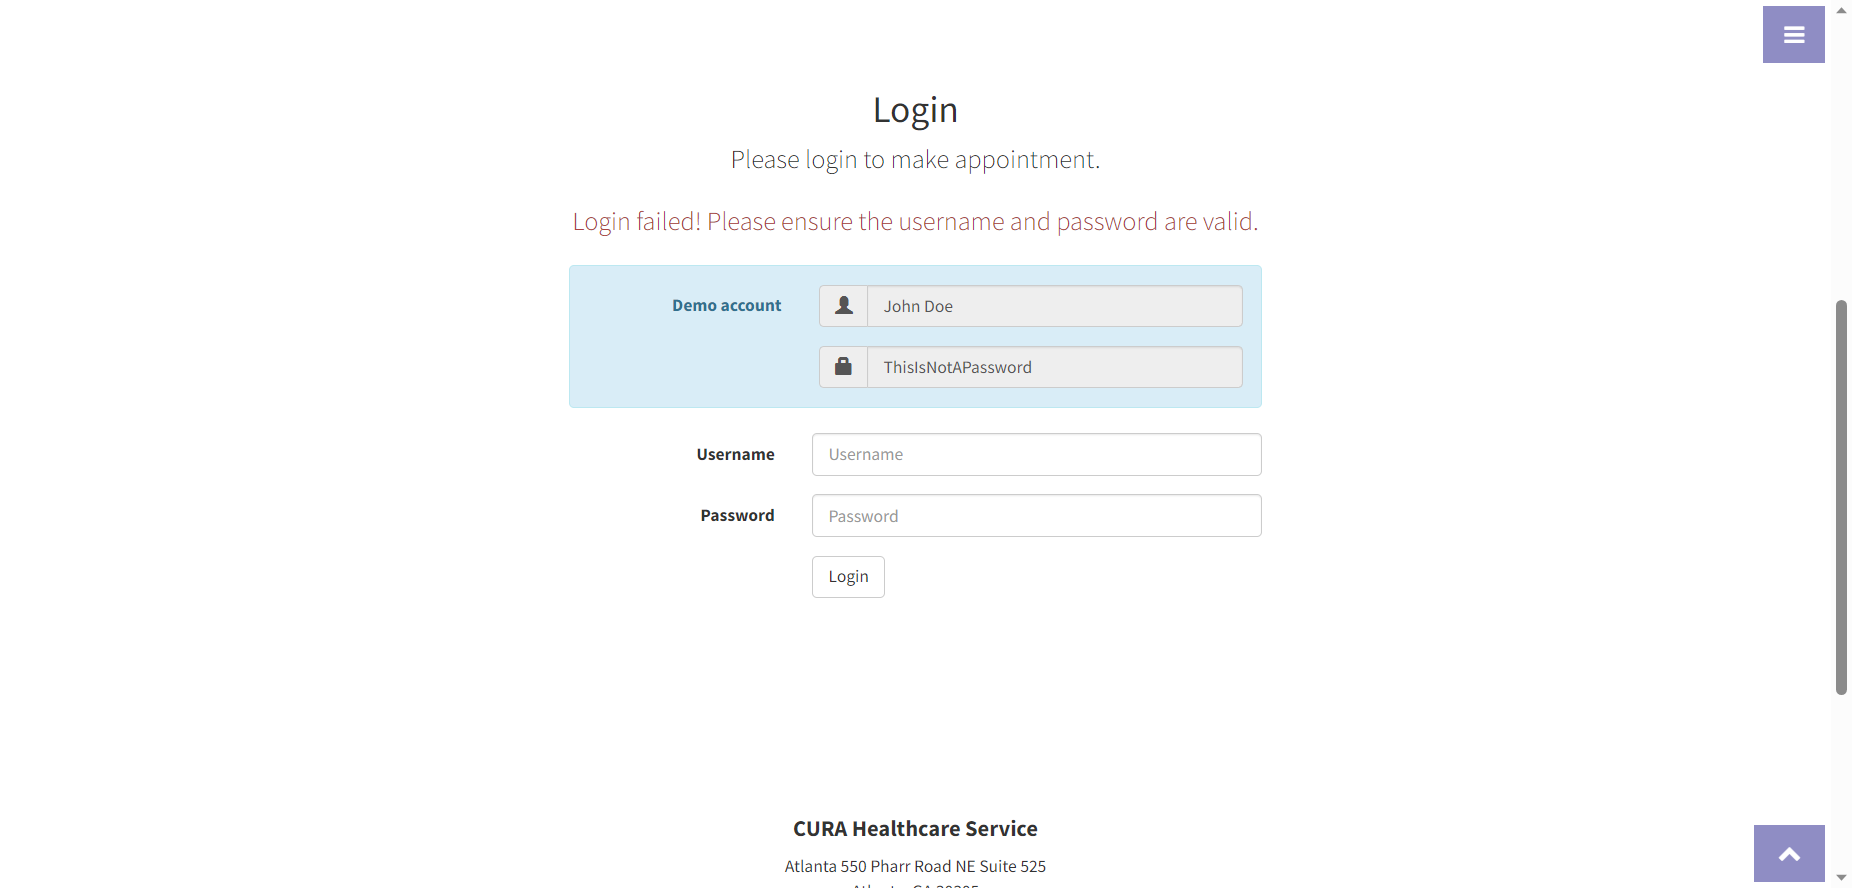 Login
Please login to make appointment.
Login failed! Please ensure the username and password are valid.
Demo account
John Doe
ThisIsNotAPassword
Username
Username
Password
Password
Login
CURA Healthcare Service
Atlanta 550 Pharr Road NE Suite 525